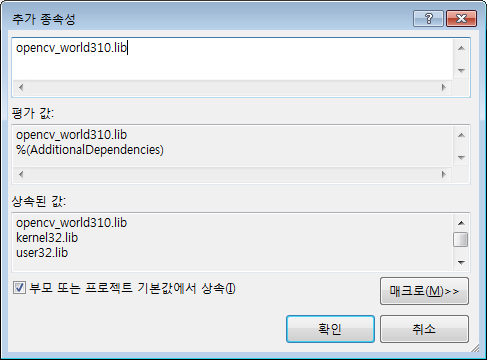 추가 종속성
opencv_world310.lib
평가 값:
opencv_world310.lib
%(AdditionalDependencies)
상속된 값:
opencv_world310.lib
kernel32.lib
user32.lib
부모 또는 프로젝트 기본값에서 상속(I)
매크로(M)>>
확인
취소